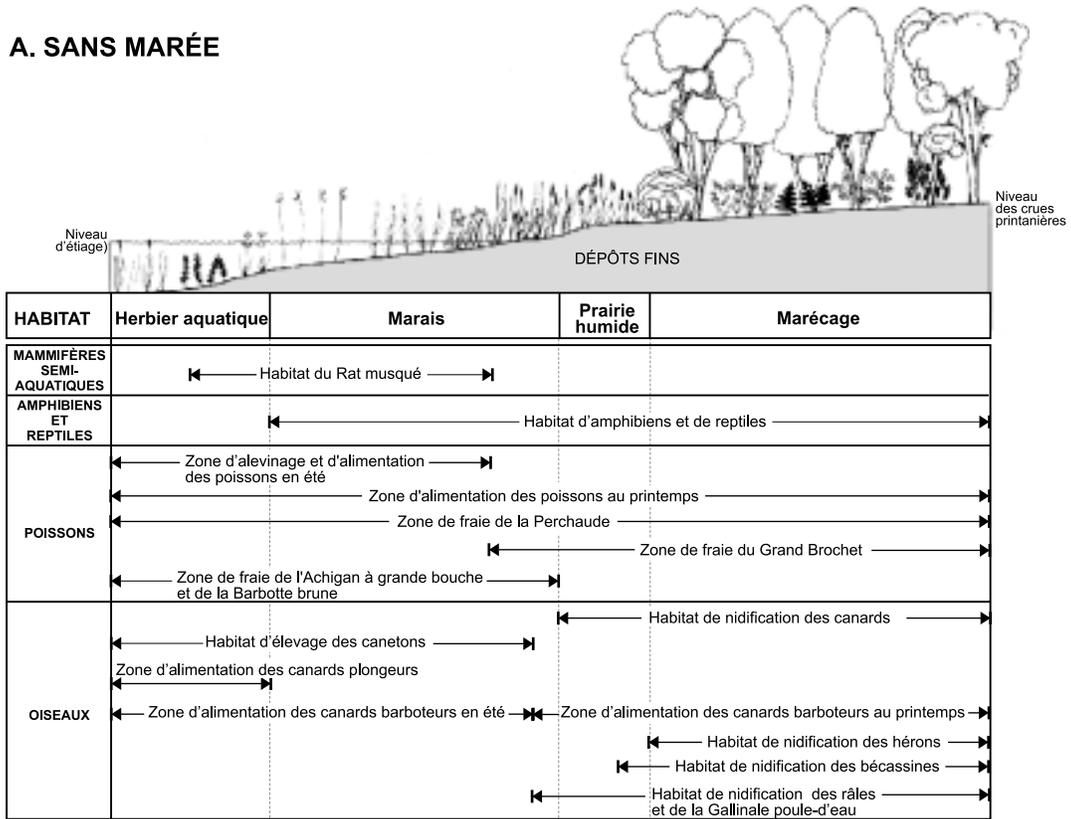 A. SANS MARÉE
Niveau
d'étiage)
Niveau
des crues
printanières
DÉPÔTS FINS
HABITAT
Herbier aquatique
Marais
Prairie
humide
Marécage
MAMMIFÈRES
SEMI-
AQUATIQUES
Habitat du Rat musqué
AMPHIBIENS
ET
REPTILES
Habitat d'amphibiens et de reptiles
POISSONS
Zone d'alevinage et d'alimentation
des poissons en été
Zone d'alimentation des poissons au printemps
Zone de fraie de la Perchaude
Zone de fraie du Grand Brochet
Zone de fraie de l'Achigan à grande bouche
et de la Barbotte brune
OISEAUX
Habitat de nidification des canards
Habitat d'élevage des canetons
Zone d'alimentation des canards plongeurs
Zone d'alimentation des canards barboteurs en été
Zone d'alimentation des canards barboteurs au printemps
Habitat de nidification des hérons
Habitat de nidification des bécassines
Habitat de nidification des râles
et de la Gallinale poule-d'eau